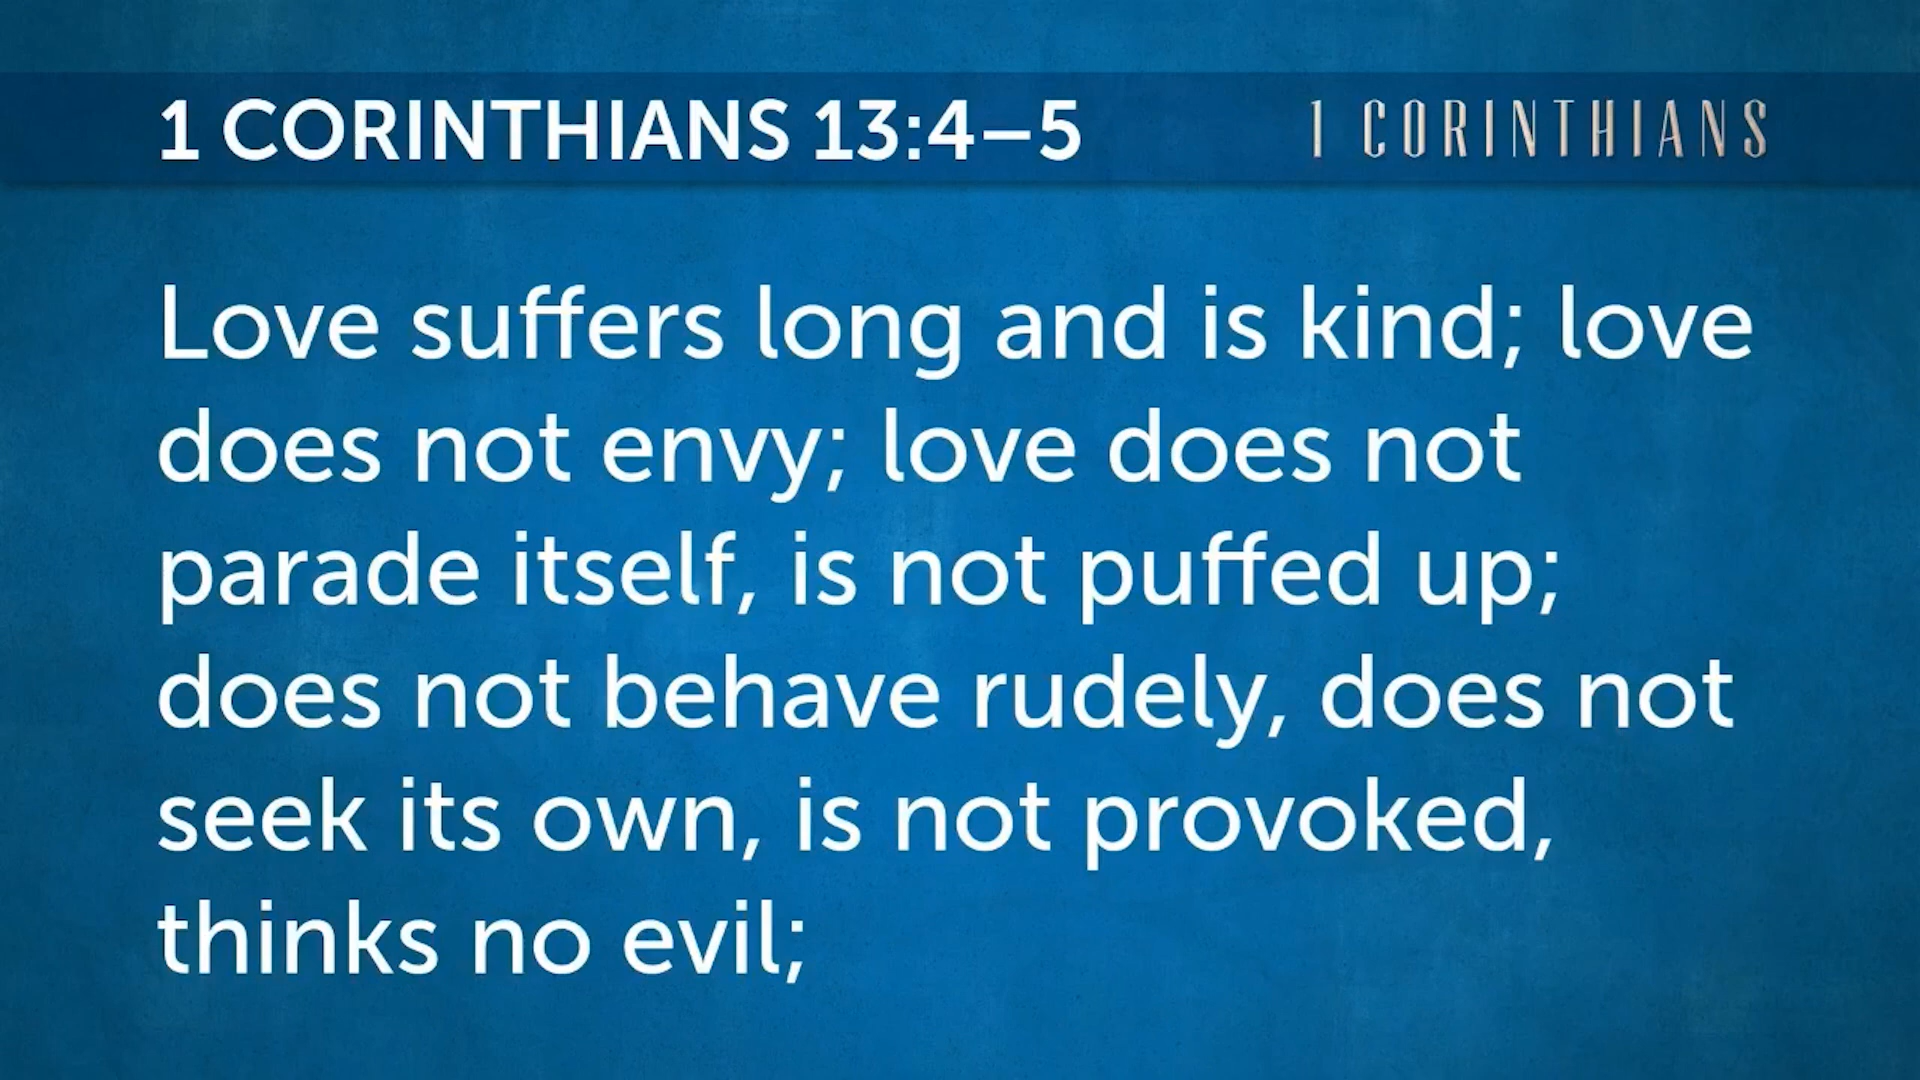 1 CORINTHIANS 13:4–5
1 CORINTHIANS
Love suffers long and is kind; love
does not envy; love does not
parade itself, is not puffed up;
does not behave rudely, does not
seek its own, is not provoked,
thinks no evil;